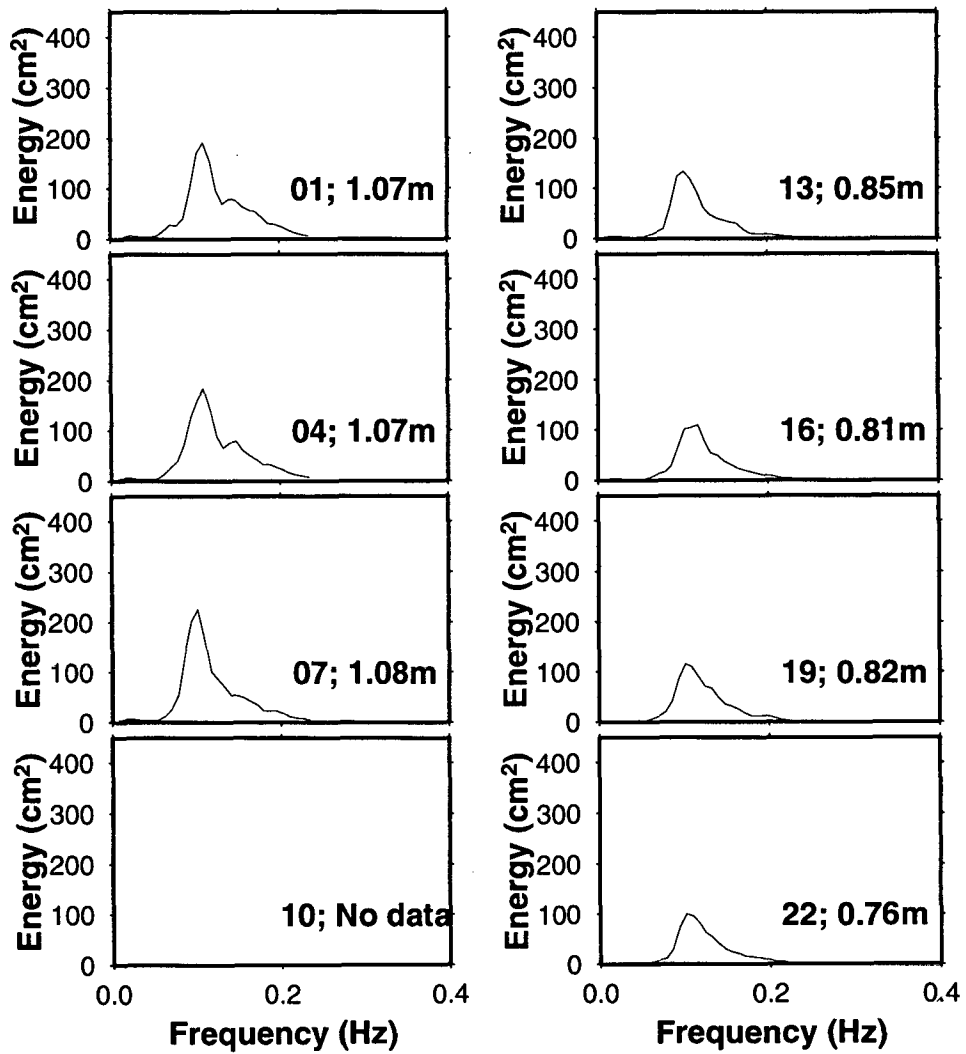 Energy (cm²)
400
300
200
100
0
01; 1.07m
Energy (cm²)
400
300
200
100
0
04; 1.07m
Energy (cm²)
400
300
200
100
0
07; 1.08m
Energy (cm²)
400
300
200
100
0
10; No data
0.0 0.2 0.4
Frequency (Hz)
Energy (cm²)
400
300
200
100
0
13; 0.85m
Energy (cm²)
400
300
200
100
0
16; 0.81m
Energy (cm²)
400
300
200
100
0
19; 0.82m
Energy (cm²)
400
300
200
100
0
22; 0.76m
0.0 0.2 0.4
Frequency (Hz)